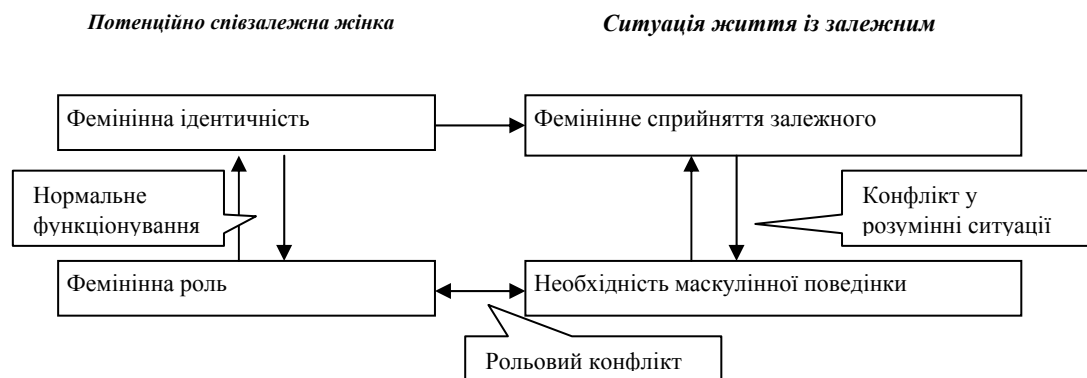 Потенційно співзалежна жінка
Ситуація життя із залежним
Фемінінна ідентичність
Фемінінне сприйняття залежного
Нормальне
функціонування
Конфлікт у
розумінні ситуації
Фемінінна роль
Необхідність маскулінної поведінки
Рольовий конфлікт